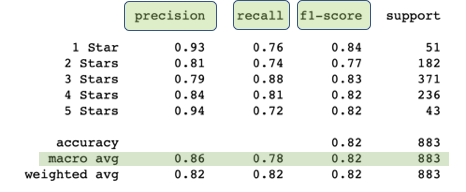 precision recall f1-score support
1 Star 0.93 0.76 0.84 51
2 Stars 0.81 0.74 0.77 182
3 Stars 0.79 0.88 0.83 371
4 Stars 0.84 0.81 0.82 236
5 Stars 0.94 0.72 0.82 43
accuracy 0.82 883
macro avg 0.86 0.78 0.82 883
weighted avg 0.82 0.82 0.82 883